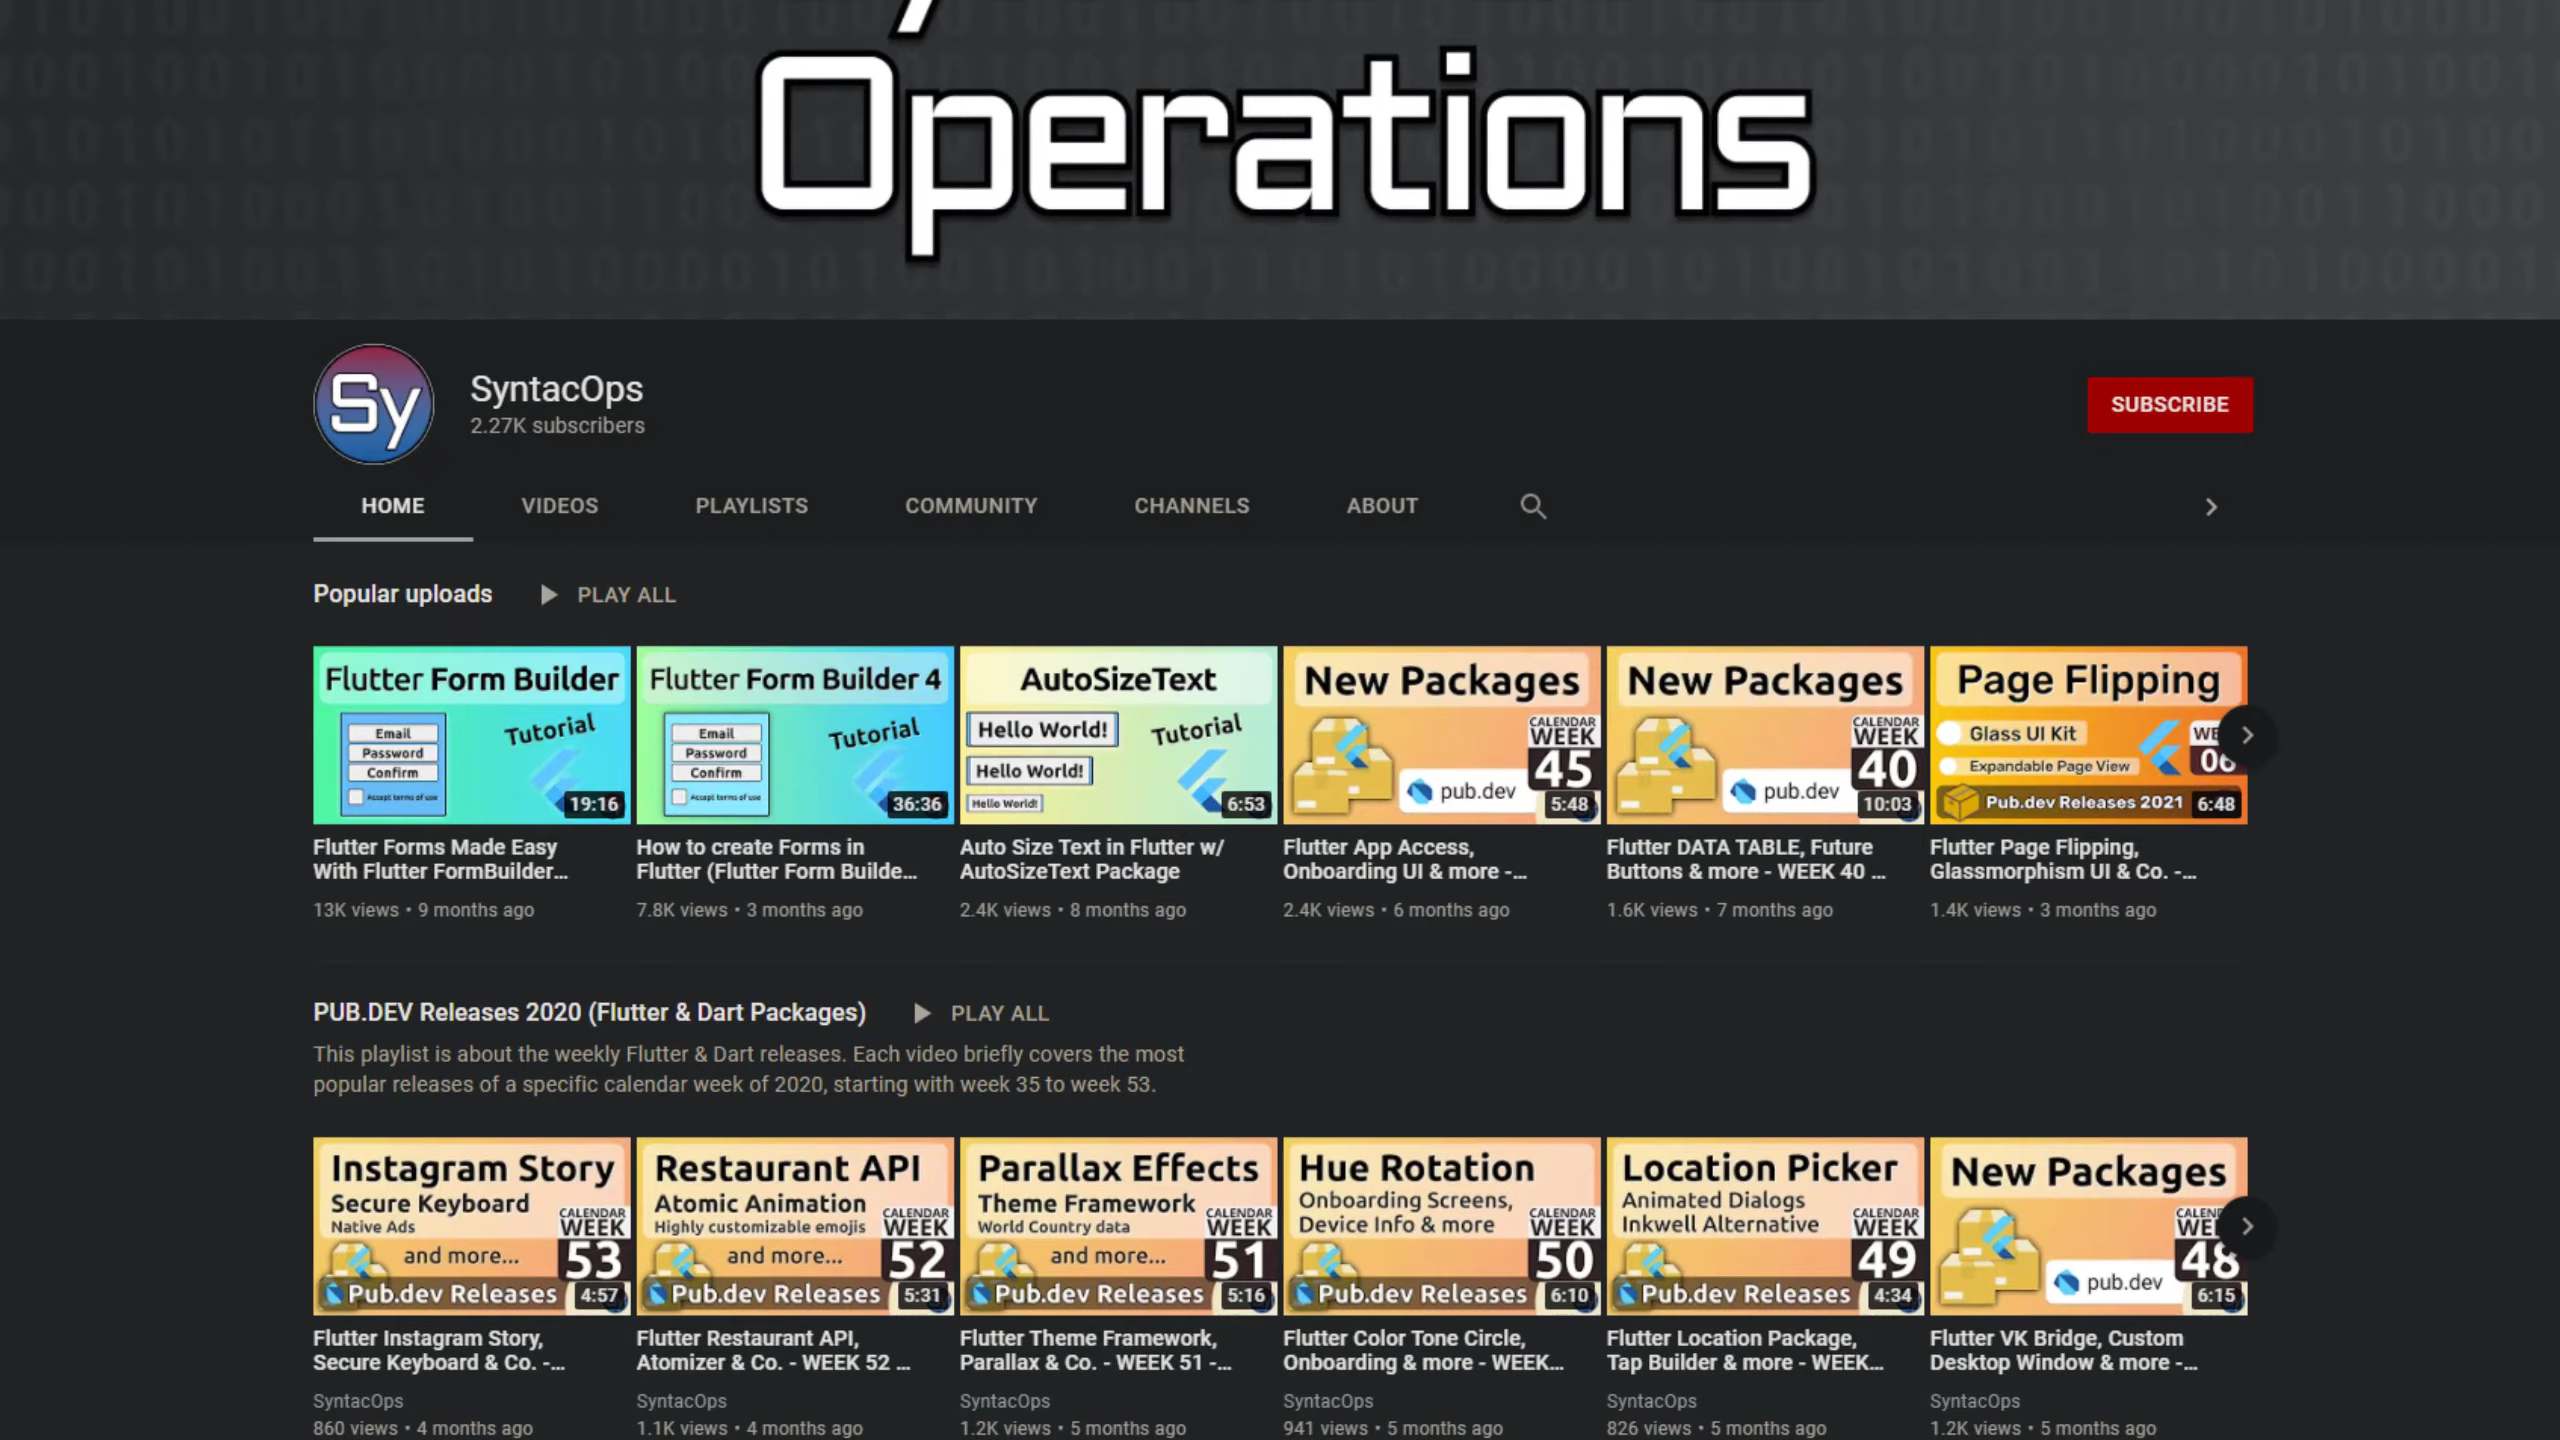 Operations
Sy
SyntacOps
2.27K subscribers
SUBSCRIBE
HOME
VIDEOS
PLAYLISTS
COMMUNITY
CHANNELS
ABOUT
Popular uploads
PLAY ALL
Flutter Form Builder
Tutorial
Email
Password
Confirm
Accept terms of use
19:16
Flutter Forms Made Easy
With Flutter FormBuilder...
13K views • 9 months ago
Flutter Form Builder 4
Tutorial
Email
Password
Confirm
Accept terms of use
36:36
How to create Forms in
Flutter (Flutter Form Builde...
7.8K views • 3 months ago
AutoSizeText
Hello World!
Tutorial
Hello World!
Hello World!
6:53
Auto Size Text in Flutter w/
AutoSizeText Package
2.4K views • 8 months ago
New Packages
CALENDAR
WEEK
45
pub.dev
5:48
Flutter App Access,
Onboarding UI & more -...
2.4K views • 6 months ago
New Packages
CALENDAR
WEEK
40
pub.dev
10:03
Flutter DATA TABLE, Future
Buttons & more - WEEK 40 ...
1.6K views • 7 months ago
Page Flipping
Glass UI Kit
WE
06
Expandable Page View
Pub.dev Releases 2021
6:48
Flutter Page Flipping,
Glassmorphism UI & Co. -...
1.4K views • 3 months ago
PUB.DEV Releases 2020 (Flutter & Dart Packages)
PLAY ALL
This playlist is about the weekly Flutter & Dart releases. Each video briefly covers the most
popular releases of a specific calendar week of 2020, starting with week 35 to week 53.
Instagram Story
Secure Keyboard
Native Ads
CALENDAR
WEEK
53
and more...
Pub.dev Releases
4:57
Flutter Instagram Story,
Secure Keyboard & Co. -...
SyntacOps
860 views • 4 months ago
Restaurant API
Atomic Animation
Highly customizable emojis
CALENDAR
WEEK
52
and more...
Pub.dev Releases
5:31
Flutter Restaurant API,
Atomizer & Co. - WEEK 52 ...
SyntacOps
1.1K views • 4 months ago
Parallax Effects
Theme Framework
World Country data
CALENDAR
WEEK
51
and more...
Pub.dev Releases
5:16
Flutter Theme Framework,
Parallax & Co. - WEEK 51 -...
SyntacOps
1.2K views • 5 months ago
Hue Rotation
Onboarding Screens,
Device Info & more
CALENDAR
WEEK
50
Pub.dev Releases
6:10
Flutter Color Tone Circle,
Onboarding & more - WEEK...
SyntacOps
941 views • 5 months ago
Location Picker
Animated Dialogs
Inkwell Alternative
CALENDAR
WEEK
49
Pub.dev Releases
4:34
Flutter Location Package,
Tap Builder & more - WEEK...
SyntacOps
826 views • 5 months ago
New Packages
48
pub.dev
6:15
Flutter VK Bridge, Custom
Desktop Window & more -...
SyntacOps
1.2K views • 5 months ago